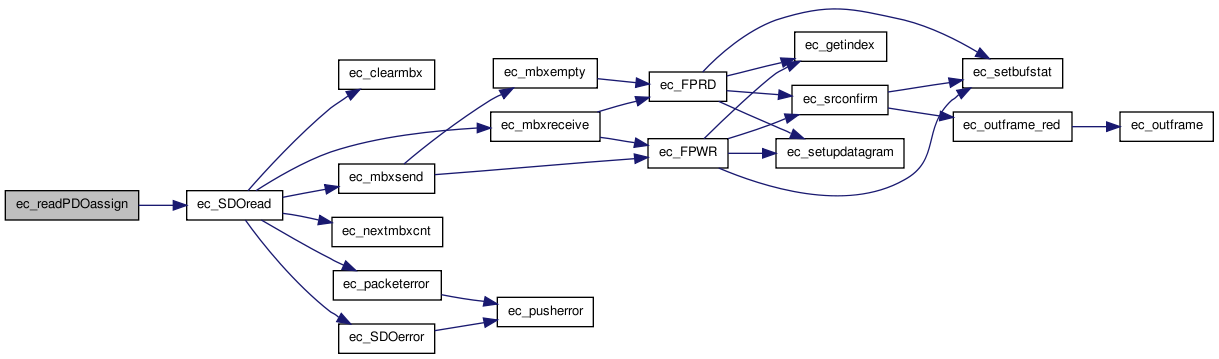 ec_readPDOassign
ec_SDOread
ec_clearmbx
ec_mbxreceive
ec_mbxsend
ec_nextmbxcnt
ec_packeterror
ec_SDOerror
ec_mbxempty
ec_pusherror
ec_FPRD
ec_FPWR
ec_getindex
ec_srconfirm
ec_setupdatagram
ec_setbufstat
ec_outframe_red
ec_outframe